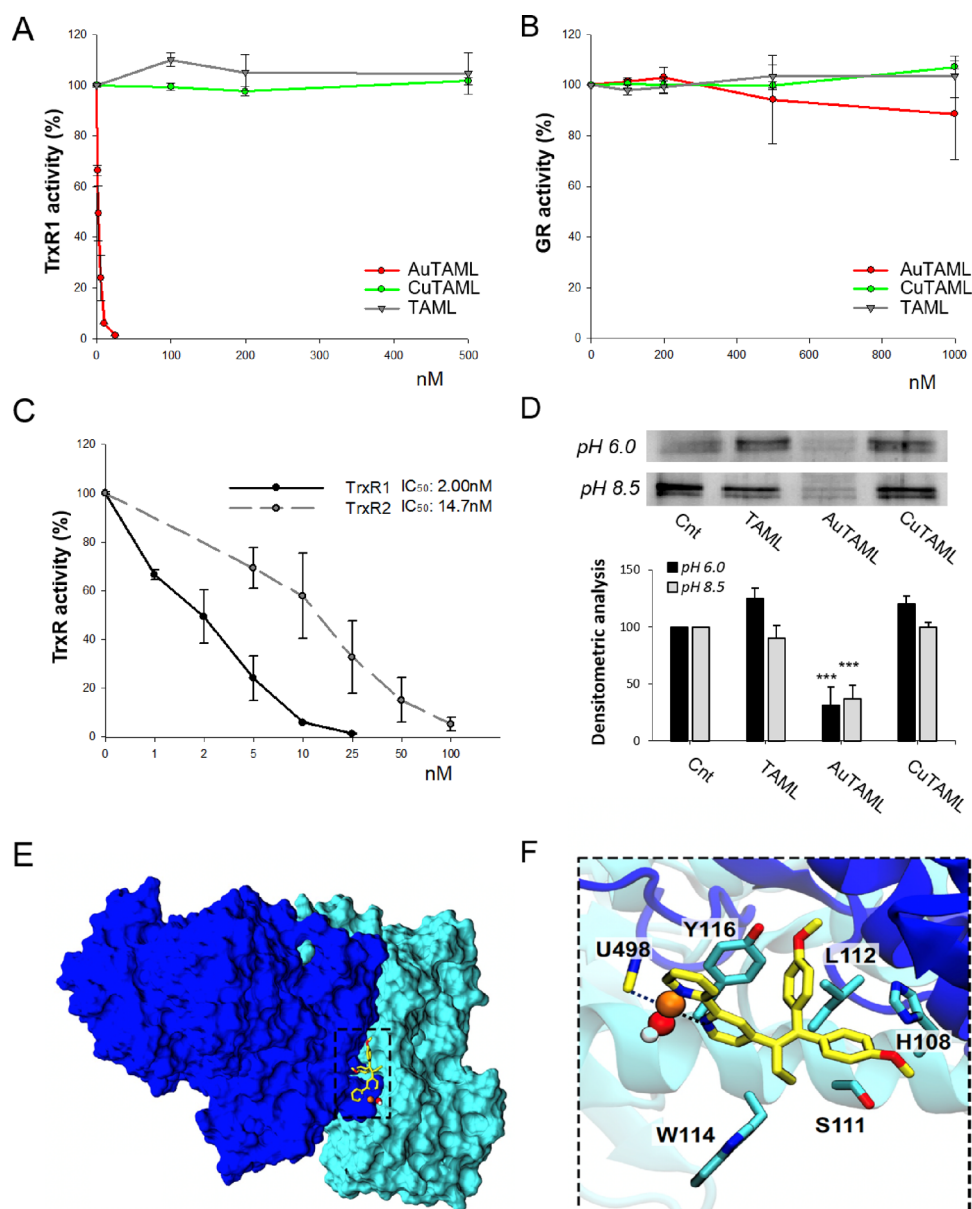 A
120
100
80
60
40
20
0
TrxR1 activity (%)
AuTAML
CuTAML
TAML
0 100 200 300 400 500
nM
B
120
100
80
60
40
20
0
GR activity (%)
AuTAML
CuTAML
TAML
0 200 400 600 800 1000
nM
C
120
100
80
60
40
20
0
TrxR activity (%)
TrxR1 IC50: 2.00nM
TrxR2 IC50: 14.7nM
0 1 2 5 10 25 50 100
nM
D
pH 6.0
pH 8.5
Cnt TAML AuTAML CuTAML
150
100
50
0
Densitometric analysis
pH 6.0
pH 8.5
*** ***
Cnt TAML AuTAML CuTAML
E
F
Y116
U498
L112
H108
S111
W114